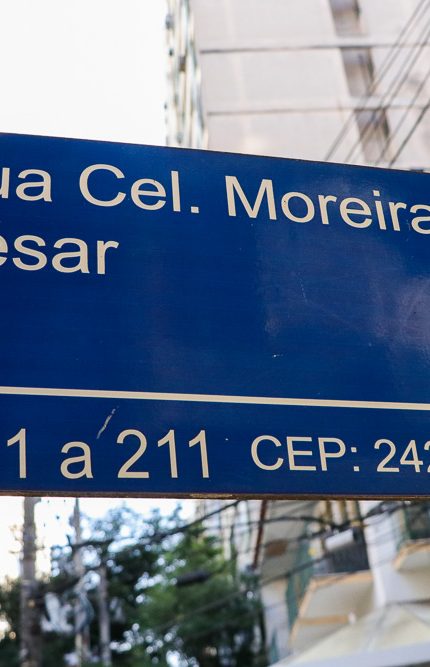 ua Cel. Moreira
esar
1 a 211 CEP: 242